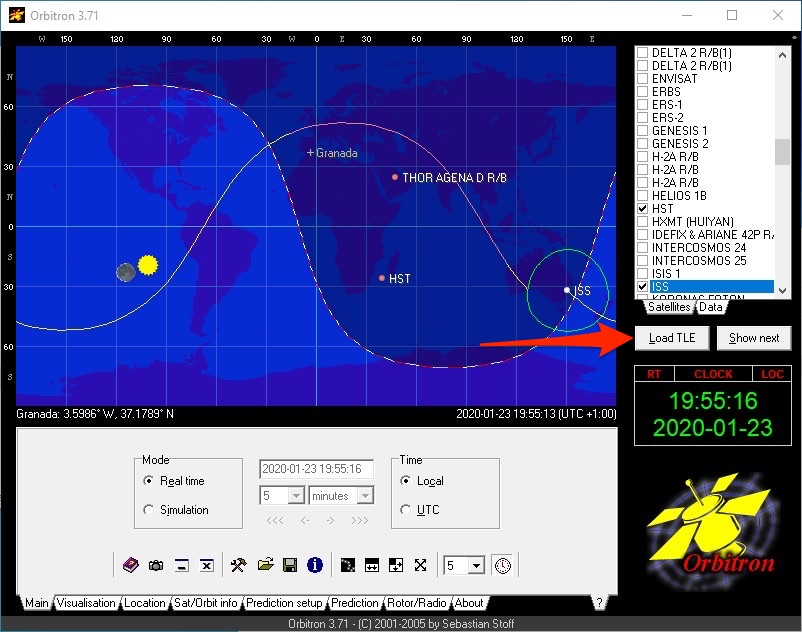 Orbitron 3.71
W 150 120 90 60 30 W 0 E 30 60 90 120 150 E
N
60
30
N
0
S
30
60
S
Granada
THOR AGENA D R/B
HST
ISS
Granada: 3.5986° W, 37.1789° N
2020-01-23 19:55:13 (UTC +1:00)
DELTA 2 R/B(1)
DELTA 2 R/B(1)
ENVISAT
ERBS
ERS-1
ERS-2
GENESIS 1
GENESIS 2
H-2A R/B
H-2A R/B
H-2A R/B
HELIOS 1B
HST
HXMT (HUIYAN)
IDEFIX & ARIANE 42P R/
INTERCOSMOS 24
INTERCOSMOS 25
ISIS 1
ISS
KORONAS-FOTON
Satellites Data
Load TLE Show next
RT CLOCK LOC
19:55:16
2020-01-23
Orbitron
Mode
Real time
Simulation
2020-01-23 19:55:16
5 minutes
<<< <- -> >>>
Time
Local
UTC
5
Main Visualisation Location Sat/Orbit info Prediction setup Prediction Rotor/Radio About ?
Orbitron 3.71 - (C) 2001-2005 by Sebastian Stoff